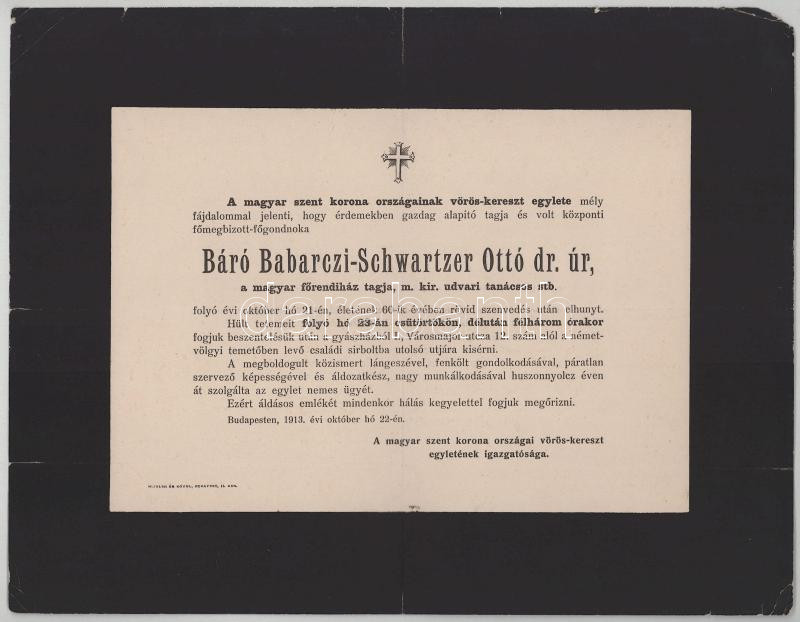 A magyar szent korona országainak vörös-kereszt egylete mély
fájdalommal jelenti, hogy érdemekben gazdag alapitó tagja és volt központi
főmegbizott-főgondnoka
Báró Babarczi-Schwartzer Ottó dr. úr,
a magyar főrendiház tagja, m. kir. udvari tanácsos stb.
folyó évi október hó 21-én, életének 60-ik évében rövid szenvedés után elhunyt.
Hült tetemeit folyó hó 23-án csütörtökön, délután félhárom órakor
fogjuk beszentelésük után a gyászházból I., Városmajor-utcza 12. szám alól a német-
völgyi temetőben levő családi sirboltba utolsó utjára kisérni.
A megboldogult közismert lángeszével, fenkölt gondolkodásával, páratlan
szervező képességével és áldozatkész, nagy munkálkodásával huszonnyolcz éven
át szolgálta az egylet nemes ügyét.
Ezért áldásos emlékét mindenkor hálás kegyelettel fogjuk megőrizni.
Budapesten, 1913. évi október hó 22-én.
A magyar szent korona országai vörös-kereszt
egyletének igazgatósága.
darabanth